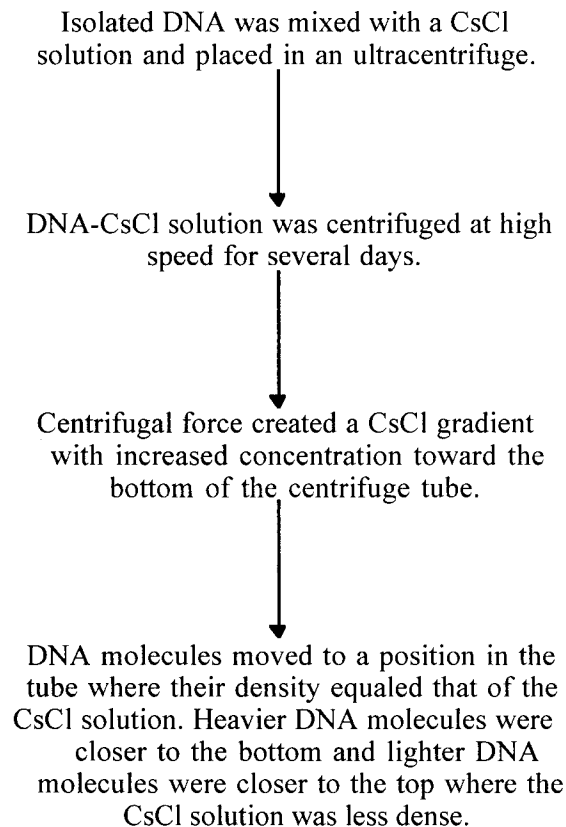 Isolated DNA was mixed with a CsCl
solution and placed in an ultracentrifuge.
DNA-CsCl solution was centrifuged at high
speed for several days.
Centrifugal force created a CsCl gradient
with increased concentration toward the
bottom of the centrifuge tube.
DNA molecules moved to a position in the
tube where their density equaled that of the
CsCl solution. Heavier DNA molecules were
closer to the bottom and lighter DNA
molecules were closer to the top where the
CsCl solution was less dense.